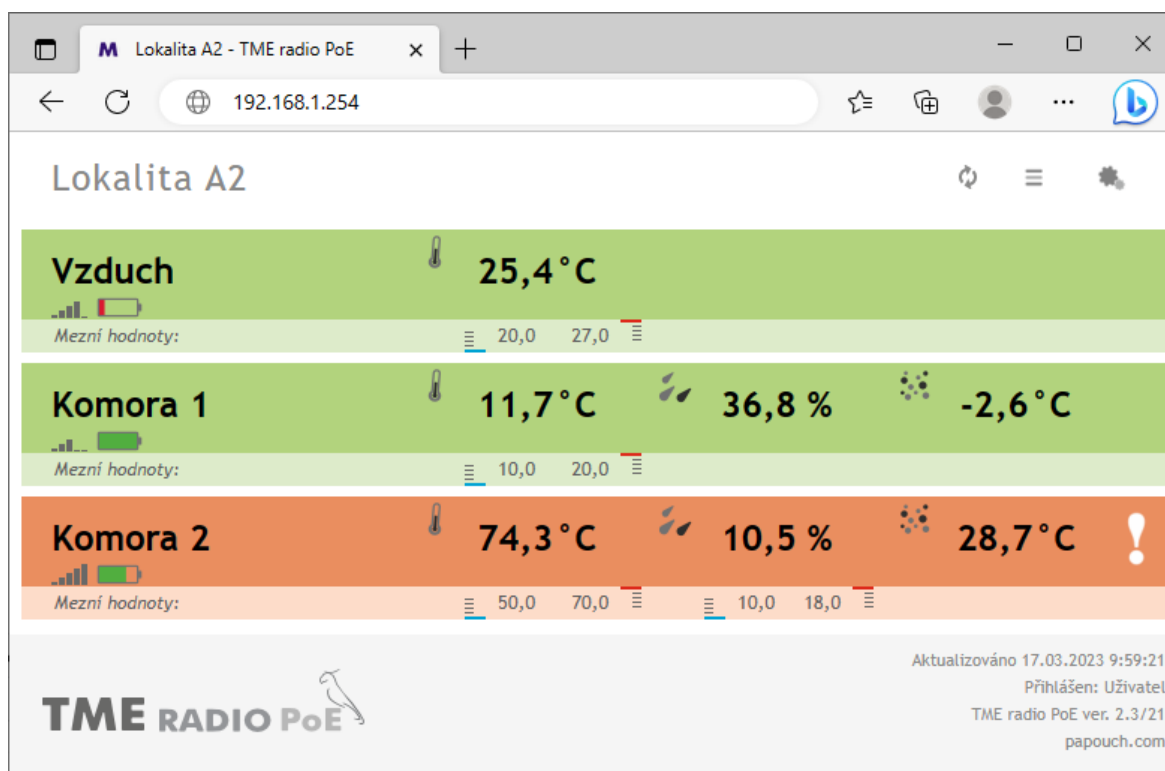 Lokalita A2 - TME radio PoE
192.168.1.254
Lokalita A2
Vzduch 25,4°C
Mezní hodnoty: 20,0 27,0
Komora 1 11,7°C 36,8 % -2,6°C
Mezní hodnoty: 10,0 20,0
Komora 2 74,3°C 10,5 % 28,7°C !
Mezní hodnoty: 50,0 70,0 10,0 18,0
Aktualizováno 17.03.2023 9:59:21
Přihlášen: Uživatel
TME radio PoE ver. 2.3/21
papouch.com
TME RADIO PoE